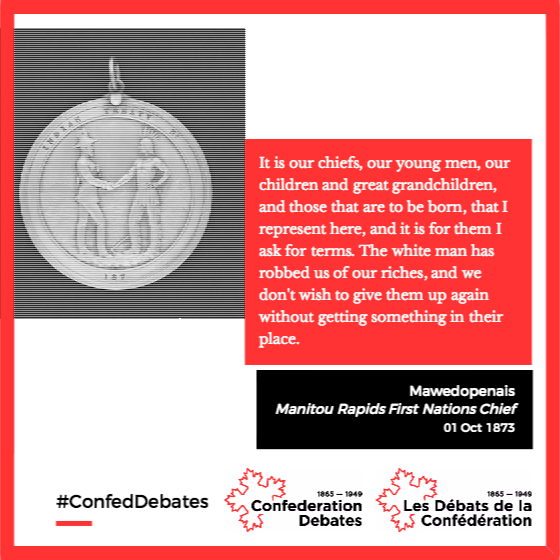 INDIAN TREATY No
187
It is our chiefs, our young men, our
children and great grandchildren,
and those that are to be born, that I
represent here, and it is for them I
ask for terms. The white man has
robbed us of our riches, and we
don't wish to give them up again
without getting something in their
place.
Mawedopenais
Manitou Rapids First Nations Chief
01 Oct 1873
#ConfedDebates
1865 — 1949
Confederation
Debates
1865 — 1949
Les Débats de la
Confédération